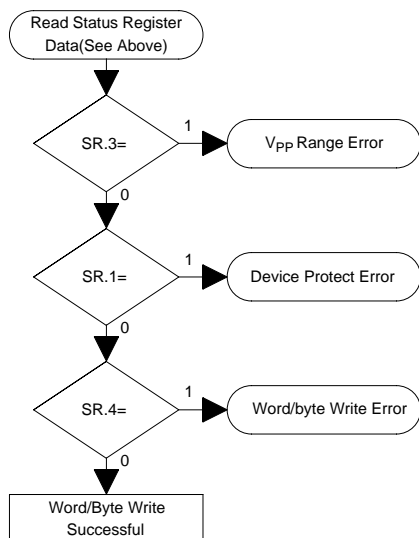 Read Status Register
Data(See Above)
SR.3=
1
VPP Range Error
0
SR.1=
1
Device Protect Error
0
SR.4=
1
Word/byte Write Error
0
Word/Byte Write
Successful